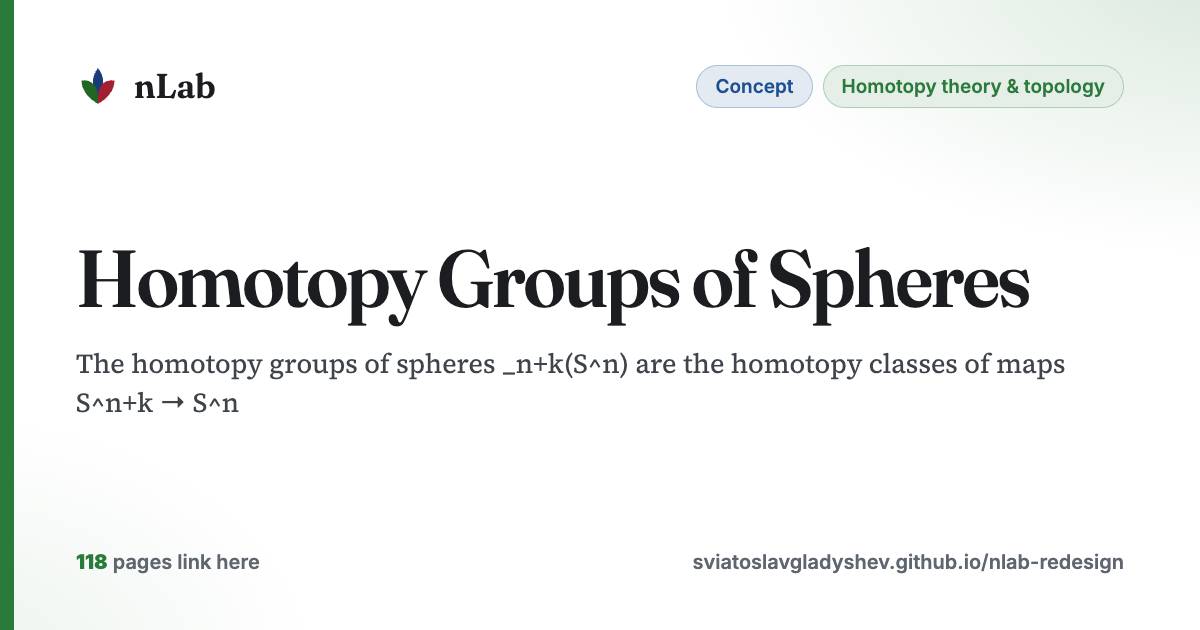 nLab
Concept
Homotopy theory & topology
Homotopy Groups of Spheres
The homotopy groups of spheres _n+k(S^n) are the homotopy classes of maps
S^n+k → S^n
118 pages link here
sviatoslavgladyshev.github.io/nlab-redesign